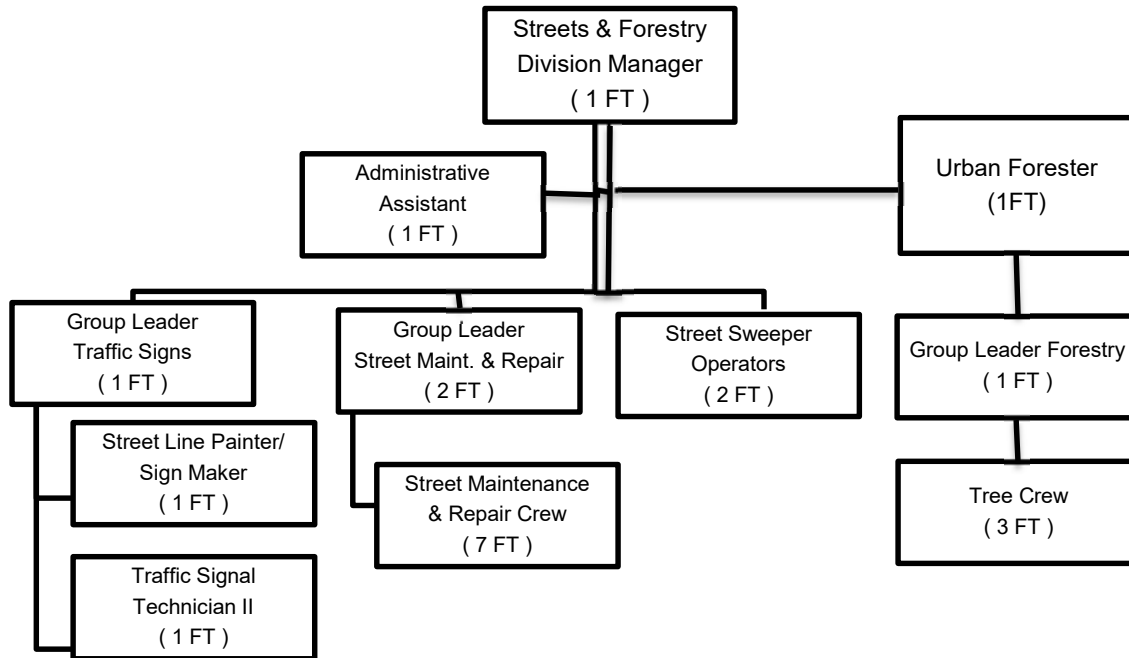 Streets & Forestry
Division Manager
( 1 FT )
Administrative
Assistant
( 1 FT )
Urban Forester
(1FT)
Group Leader
Traffic Signs
( 1 FT )
Group Leader
Street Maint. & Repair
( 2 FT )
Street Sweeper
Operators
( 2 FT )
Group Leader Forestry
( 1 FT )
Street Line Painter/
Sign Maker
( 1 FT )
Street Maintenance
& Repair Crew
( 7 FT )
Tree Crew
( 3 FT )
Traffic Signal
Technician II
( 1 FT )